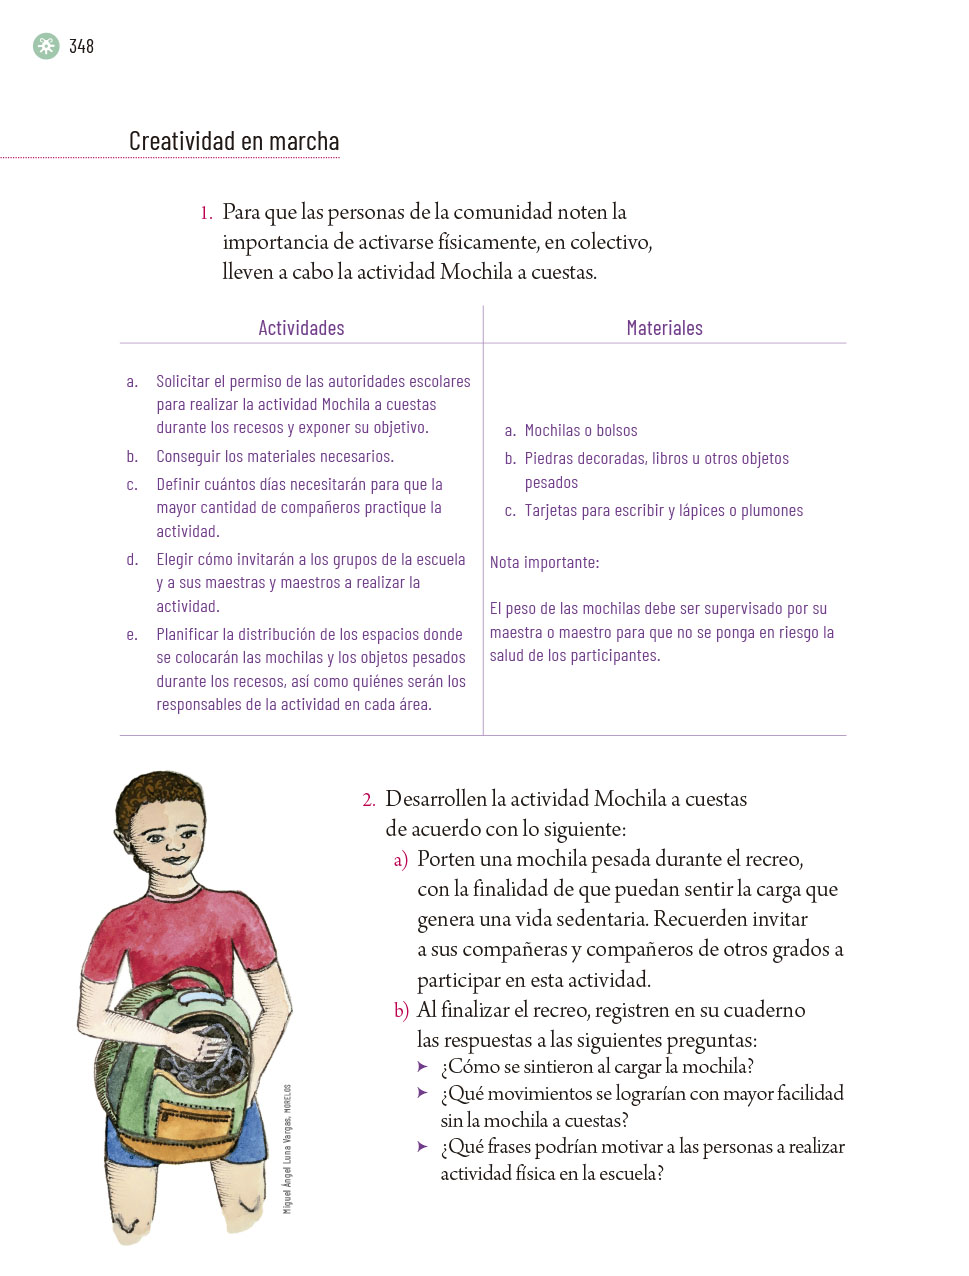 348
Creatividad en marcha
1. Para que las personas de la comunidad noten la
importancia de activarse físicamente, en colectivo,
lleven a cabo la actividad Mochila a cuestas.
Actividades
a. Solicitar el permiso de las autoridades escolares
para realizar la actividad Mochila a cuestas
durante los recesos y exponer su objetivo.
b. Conseguir los materiales necesarios.
c. Definir cuántos días necesitarán para que la
mayor cantidad de compañeros practique la
actividad.
d. Elegir cómo invitarán a los grupos de la escuela
y a sus maestras y maestros a realizar la
actividad.
e. Planificar la distribución de los espacios donde
se colocarán las mochilas y los objetos pesados
durante los recesos, así como quiénes serán los
responsables de la actividad en cada área.
Materiales
a. Mochilas o bolsos
b. Piedras decoradas, libros u otros objetos
pesados
c. Tarjetas para escribir y lápices o plumones
Nota importante:
El peso de las mochilas debe ser supervisado por su
maestra o maestro para que no se ponga en riesgo la
salud de los participantes.
2. Desarrollen la actividad Mochila a cuestas
de acuerdo con lo siguiente:
a) Porten una mochila pesada durante el recreo,
con la finalidad de que puedan sentir la carga que
genera una vida sedentaria. Recuerden invitar
a sus compañeras y compañeros de otros grados a
participar en esta actividad.
b) Al finalizar el recreo, registren en su cuaderno
las respuestas a las siguientes preguntas:
➤ ¿Cómo se sintieron al cargar la mochila?
➤ ¿Qué movimientos se lograrían con mayor facilidad
sin la mochila a cuestas?
➤ ¿Qué frases podrían motivar a las personas a realizar
actividad física en la escuela?
Miguel Ángel Luna Vargas, MORELOS